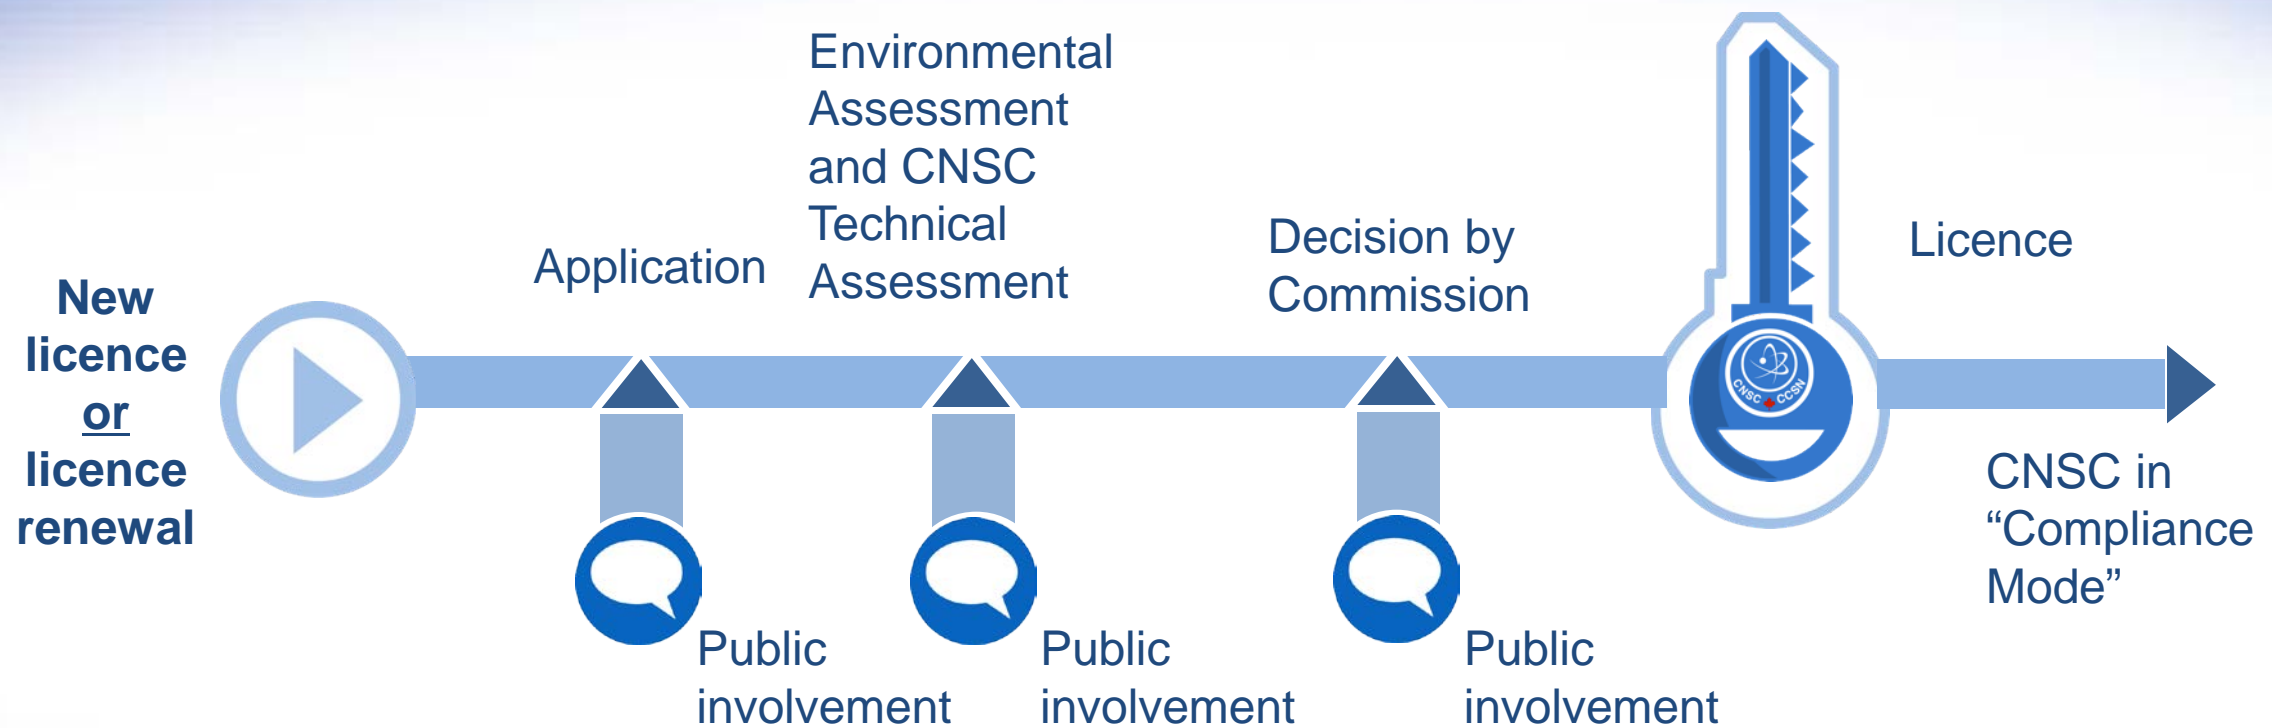 New
licence
or
licence
renewal
Application
Environmental
Assessment
and CNSC
Technical
Assessment
Decision by
Commission
Licence
CNSC CCSN
CNSC in
“Compliance
Mode”
Public
involvement
Public
involvement
Public
involvement